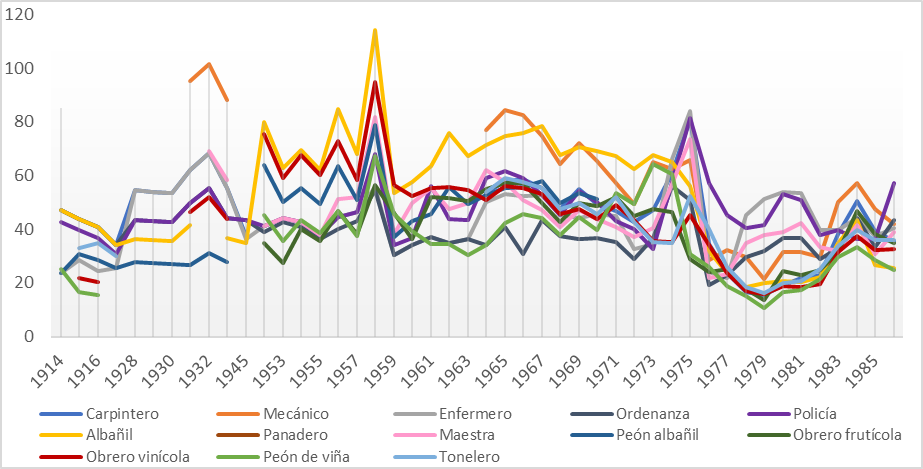 120
100
80
60
40
20
0
1914 1916 1928 1930 1932 1945 1953 1955 1957 1959 1961 1963 1965 1967 1969 1971 1973 1975 1977 1979 1981 1983 1985
Carpintero Mecánico Enfermero Ordenanza Policía
Albañil Panadero Maestra Peón albañil Obrero frutícola
Obrero vinícola Peón de viña Tonelero